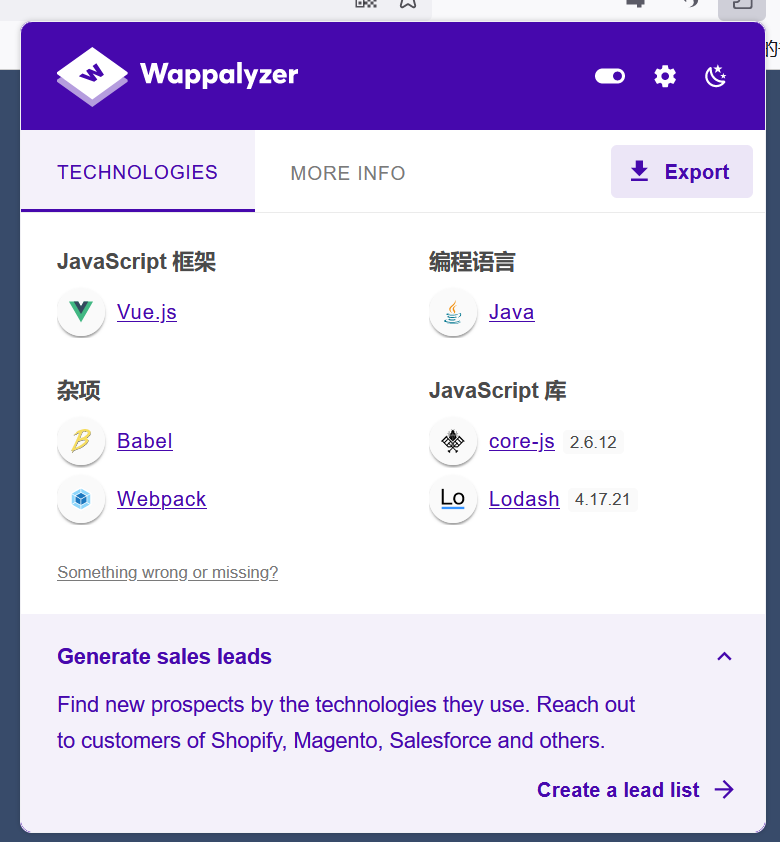 的
Wappalyzer
TECHNOLOGIES
MORE INFO
Export
JavaScript 框架
Vue.js
编程语言
Java
杂项
Babel
Webpack
JavaScript 库
core-js 2.6.12
Lo
Lodash 4.17.21
Something wrong or missing?
Generate sales leads
Find new prospects by the technologies they use. Reach out
to customers of Shopify, Magento, Salesforce and others.
Create a lead list